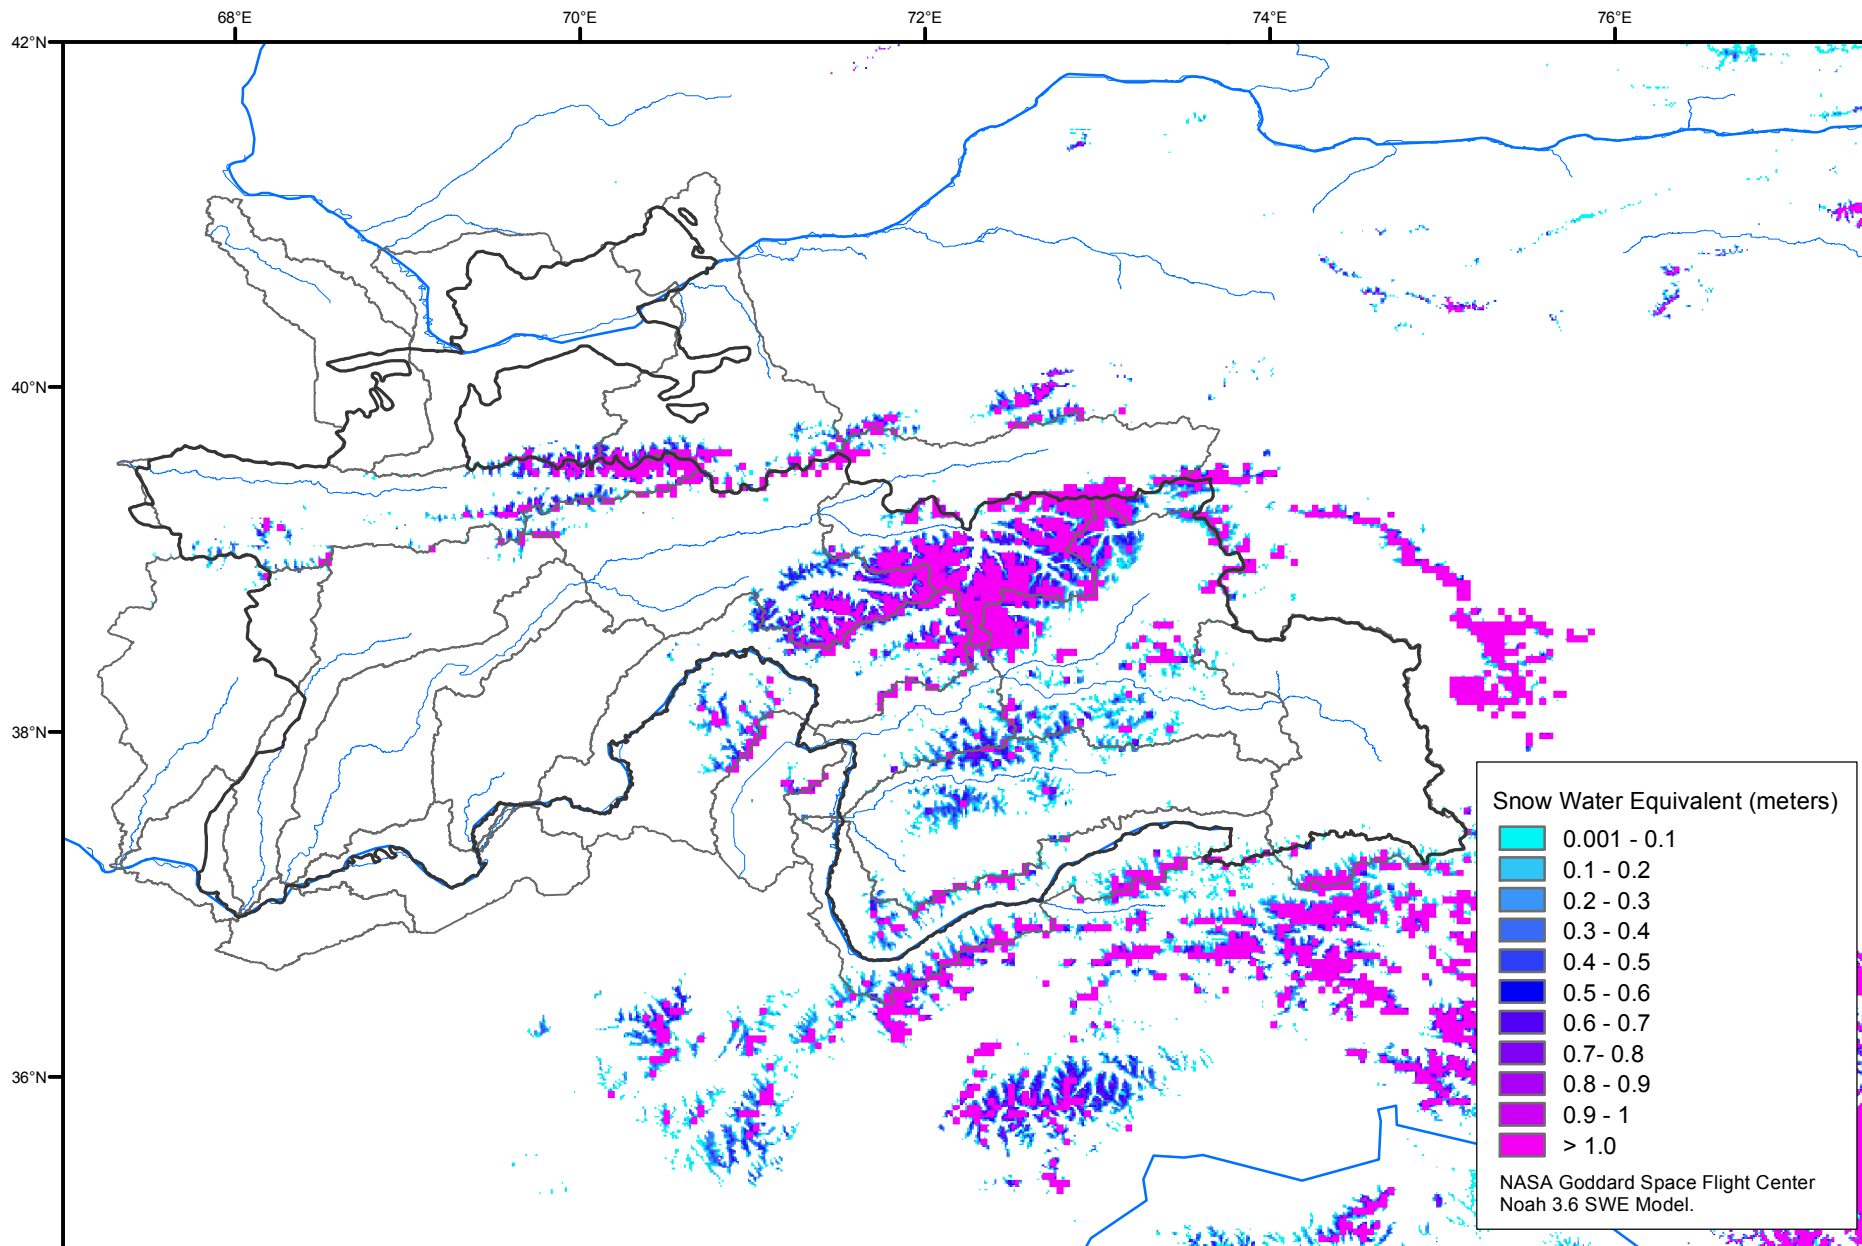 68°E 70°E 72°E 74°E 76°E
42°N
40°N
38°N
36°N
Snow Water Equivalent (meters)
0.001 - 0.1
0.1 - 0.2
0.2 - 0.3
0.3 - 0.4
0.4 - 0.5
0.5 - 0.6
0.6 - 0.7
0.7- 0.8
0.8 - 0.9
0.9 - 1
> 1.0
NASA Goddard Space Flight Center
Noah 3.6 SWE Model.